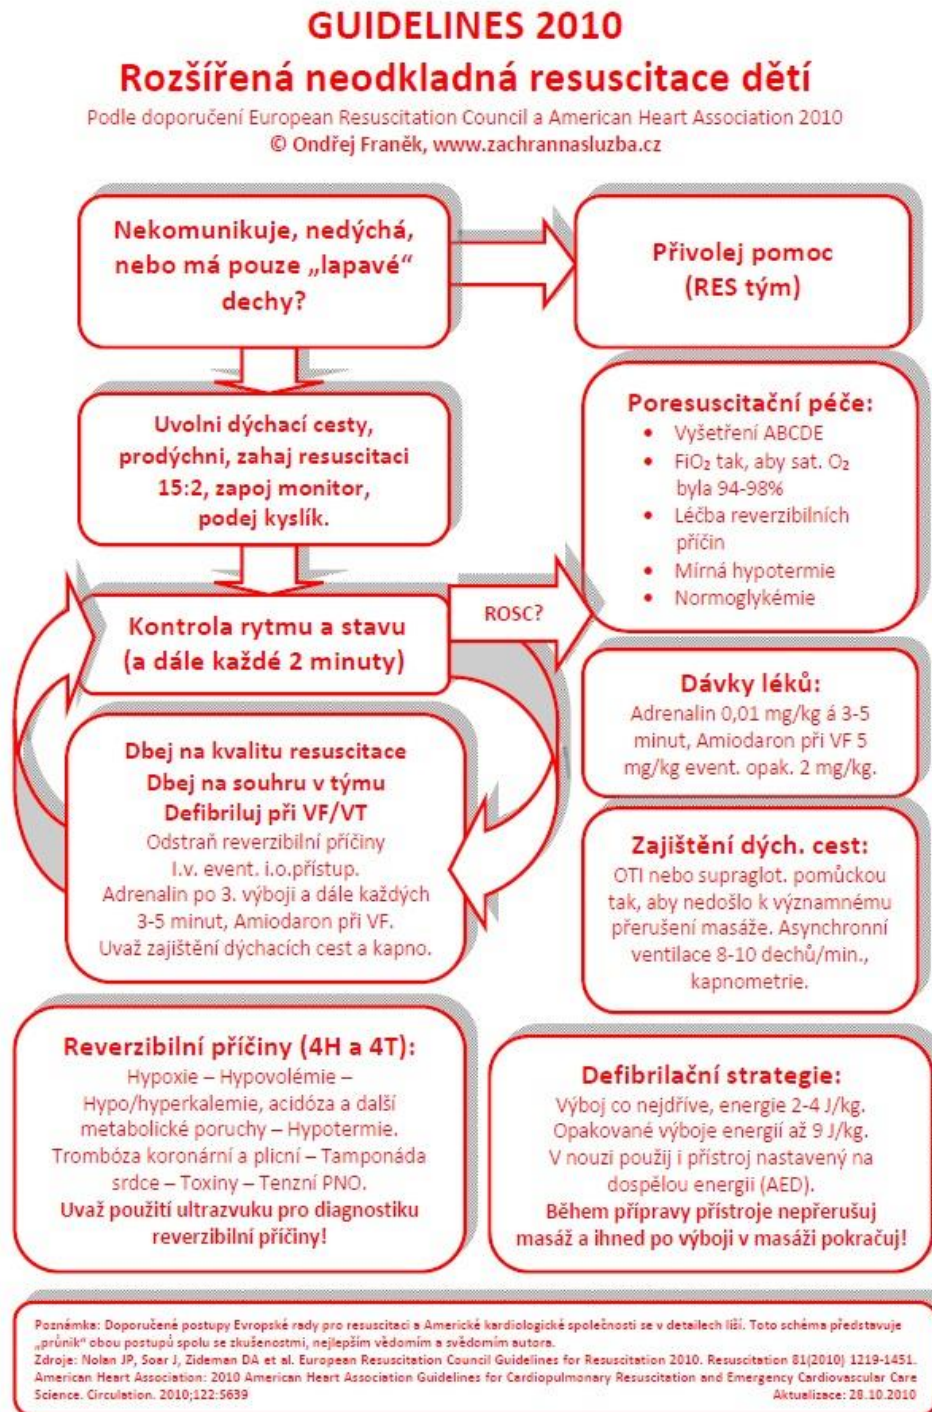 GUIDELINES 2010
Rozšířená neodkladná resuscitace dětí
Podle doporučení European Resuscitation Council a American Heart Association 2010
© Ondřej Franěk, www.zachrannasluzba.cz
Nekomunikuje, nedýchá,
nebo má pouze „lapavé“
dechy?
Přivolej pomoc
(RES tým)
Uvolni dýchací cesty,
prodýchni, zahaj resuscitaci
15:2, zapoj monitor,
podej kyslík.
Poresuscitační péče:
• Vyšetření ABCDE
• FiO₂ tak, aby sat. O₂
byla 94-98%
• Léčba reverzibilních
příčin
• Mírná hypotermie
• Normoglykémie
Kontrola rytmu a stavu
(a dále každé 2 minuty)
ROSC?
Dávky léků:
Adrenalin 0,01 mg/kg á 3-5
minut, Amiodaron při VF 5
mg/kg event. opak. 2 mg/kg.
Dbej na kvalitu resuscitace
Dbej na souhru v týmu
Defibriluj při VF/VT
Odstraň reverzibilní příčiny
I.v. event. i.o.přístup.
Adrenalin po 3. výboji a dále každých
3-5 minut, Amiodaron při VF.
Uvaž zajištění dýchacích cest a kapno.
Zajištění dých. cest:
OTI nebo supraglot. pomůckou
tak, aby nedošlo k významnému
přerušení masáže. Asynchronní
ventilace 8-10 dechů/min.,
kapnometrie.
Reverzibilní příčiny (4H a 4T):
Hypoxie – Hypovolémie –
Hypo/hyperkalemie, acidóza a další
metabolické poruchy – Hypotermie.
Trombóza koronární a plicní – Tamponáda
srdce – Toxiny – Tenzní PNO.
Uvaž použití ultrazvuku pro diagnostiku
reverzibilní příčiny!
Defibrilační strategie:
Výboj co nejdříve, energie 2-4 J/kg.
Opakované výboje energií až 9 J/kg.
V nouzi použij i přístroj nastavený na
dospělou energii (AED).
Během přípravy přístroje nepřerušuj
masáž a ihned po výboji v masáži pokračuj!
Poznámka: Doporučené postupy Evropské rady pro resuscitaci a Americké kardiologické společnosti se v detailech liší. Toto schéma představuje
„průnik“ obou postupů spolu se zkušenostmi, nejlepším vědomím a svědomím autora.
Zdroje: Nolan JP, Soar J, Zideman DA et al. European Resuscitation Council Guidelines for Resuscitation 2010. Resuscitation 81(2010) 1219-1451.
American Heart Association: 2010 American Heart Association Guidelines for Cardiopulmonary Resuscitation and Emergency Cardiovascular Care
Science. Circulation. 2010;122:S639
Aktualizace: 28.10.2010